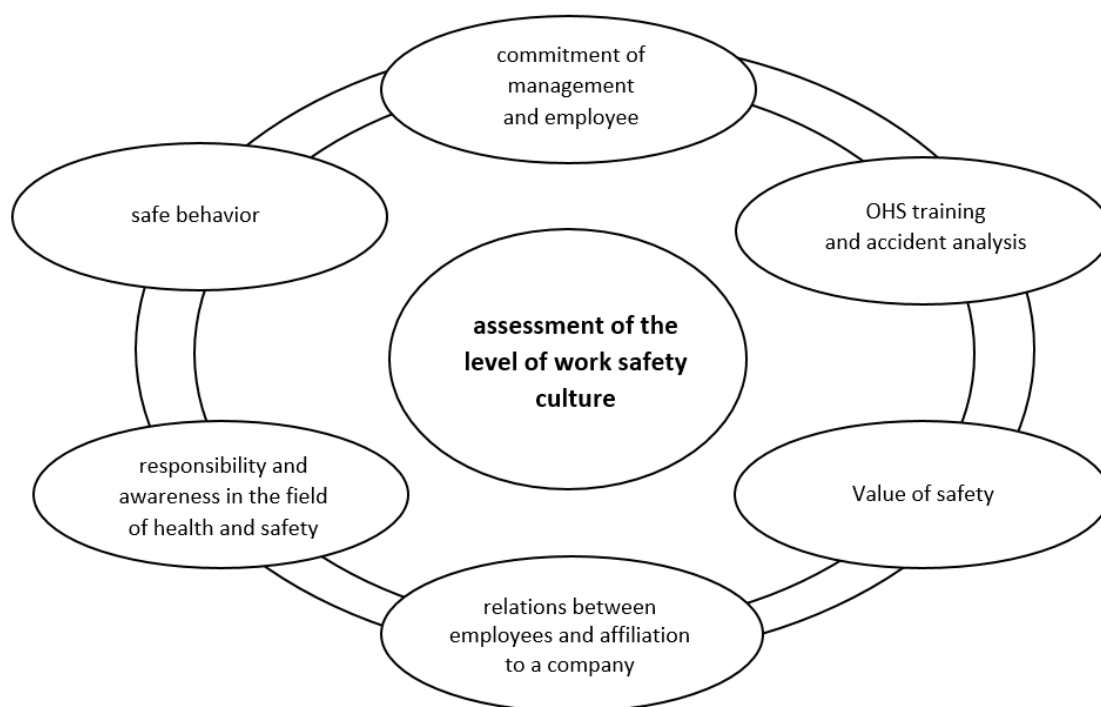 commitment of
management
and employee
safe behavior
OHS training
and accident analysis
assessment of the
level of work safety
culture
responsibility and
awareness in the field
of health and safety
Value of safety
relations between
employees and affiliation
to a company